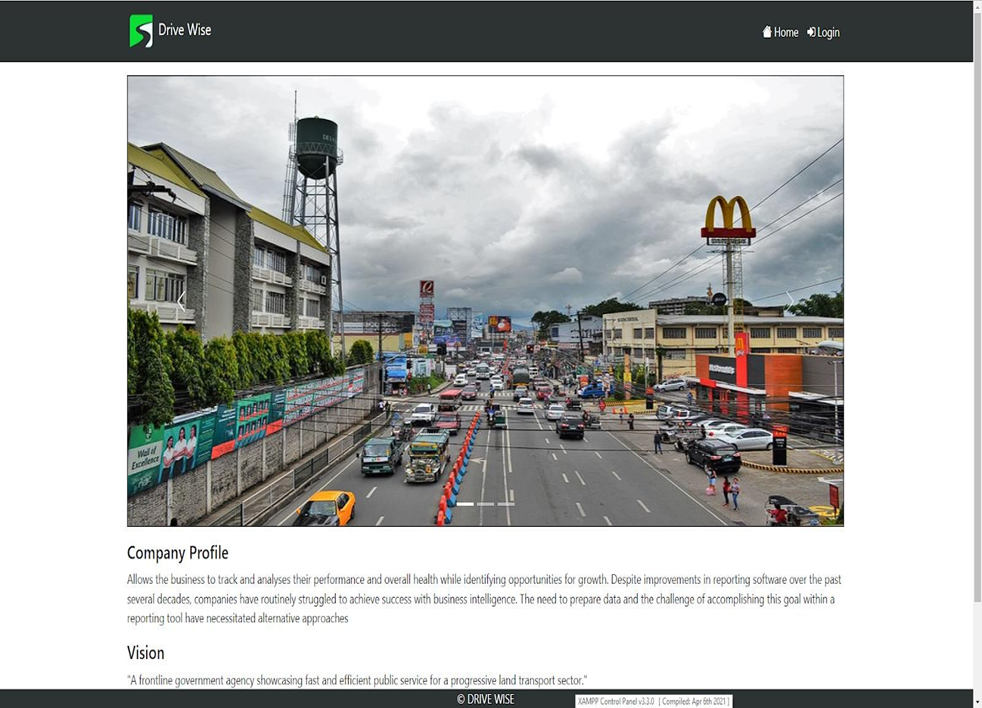 Drive Wise
Home
Login
Wall of
Excellence
Company Profile
Allows the business to track and analyses their performance and overall health while identifying opportunities for growth. Despite improvements in reporting software over the past
several decades, companies have routinely struggled to achieve success with business intelligence. The need to prepare data and the challenge of accomplishing this goal within a
reporting tool have necessitated alternative approaches
Vision
"A frontline government agency showcasing fast and efficient public service for a progressive land transport sector."
© DRIVE WISE
XAMPP Control Panel v3.3.0 [ Compiled: Apr 6th 2021 ]